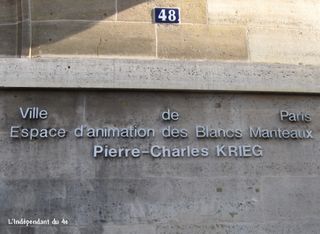 48
Ville de Paris
Espace d'animation des Blancs Manteaux
Pierre-Charles KRIEG
L'Indépendant du 4e